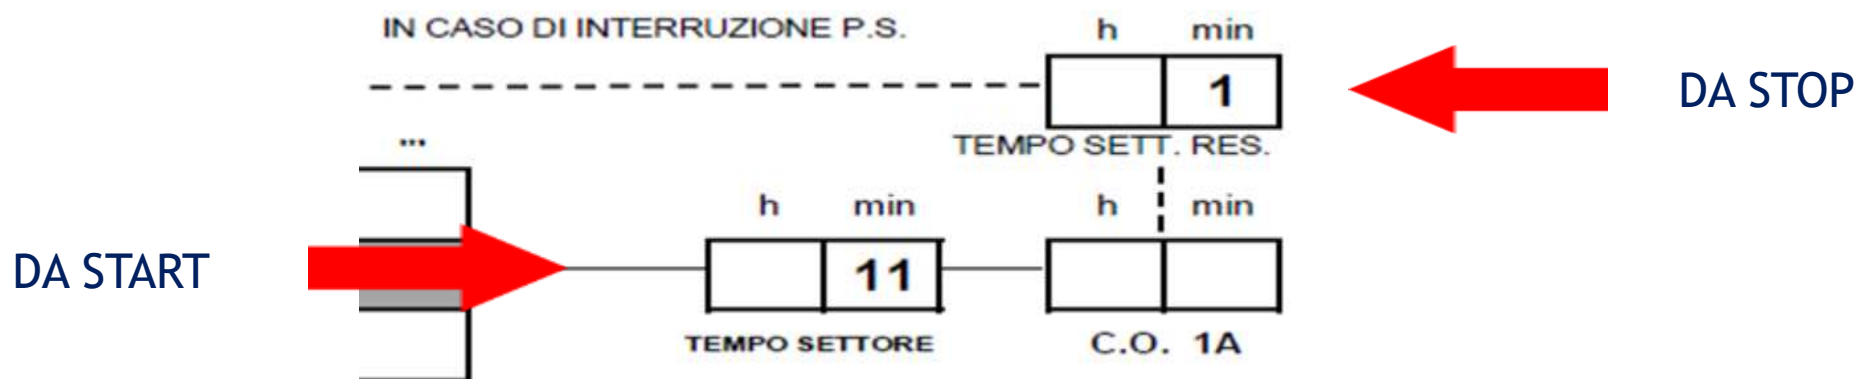 IN CASO DI INTERRUZIONE P.S.
h min
1
DA STOP
...
TEMPO SETT. RES.
h min h min
DA START
11
TEMPO SETTORE
C.O. 1A